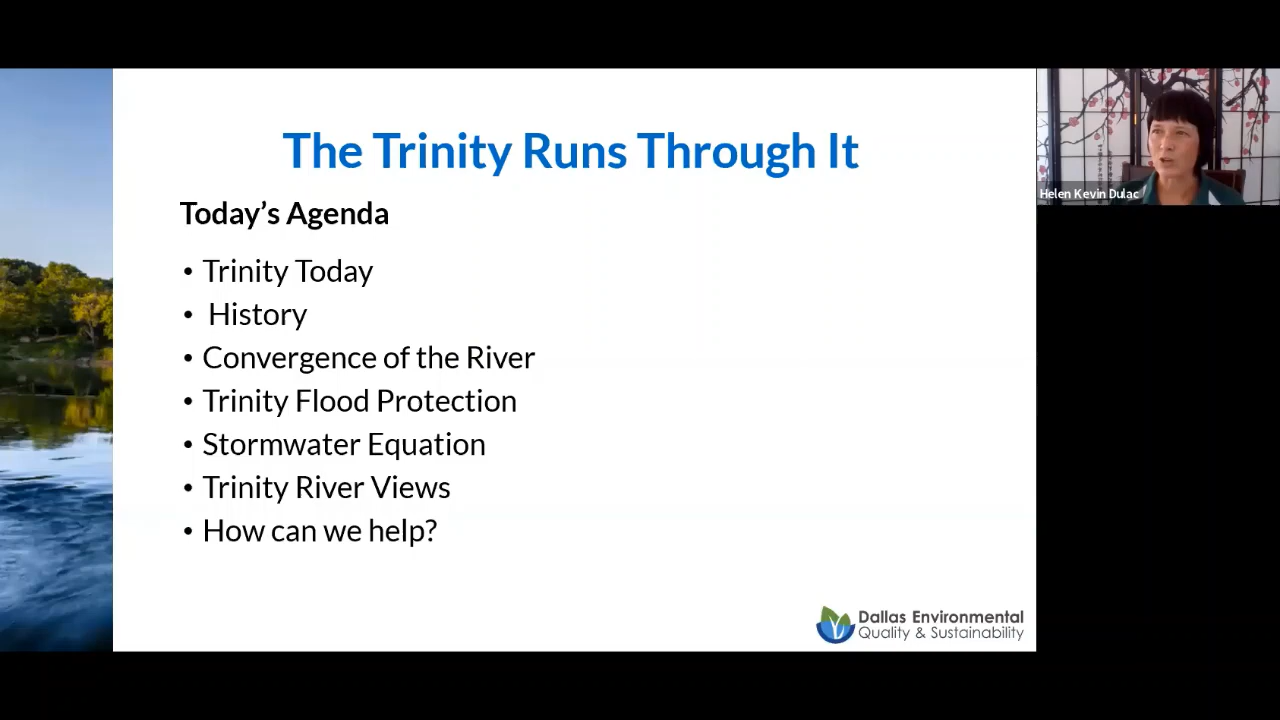 The Trinity Runs Through It
Helen Kevin Dulac
Today's Agenda
• Trinity Today
• History
• Convergence of the River
• Trinity Flood Protection
• Stormwater Equation
• Trinity River Views
• How can we help?
Dallas Environmental
Quality & Sustainability